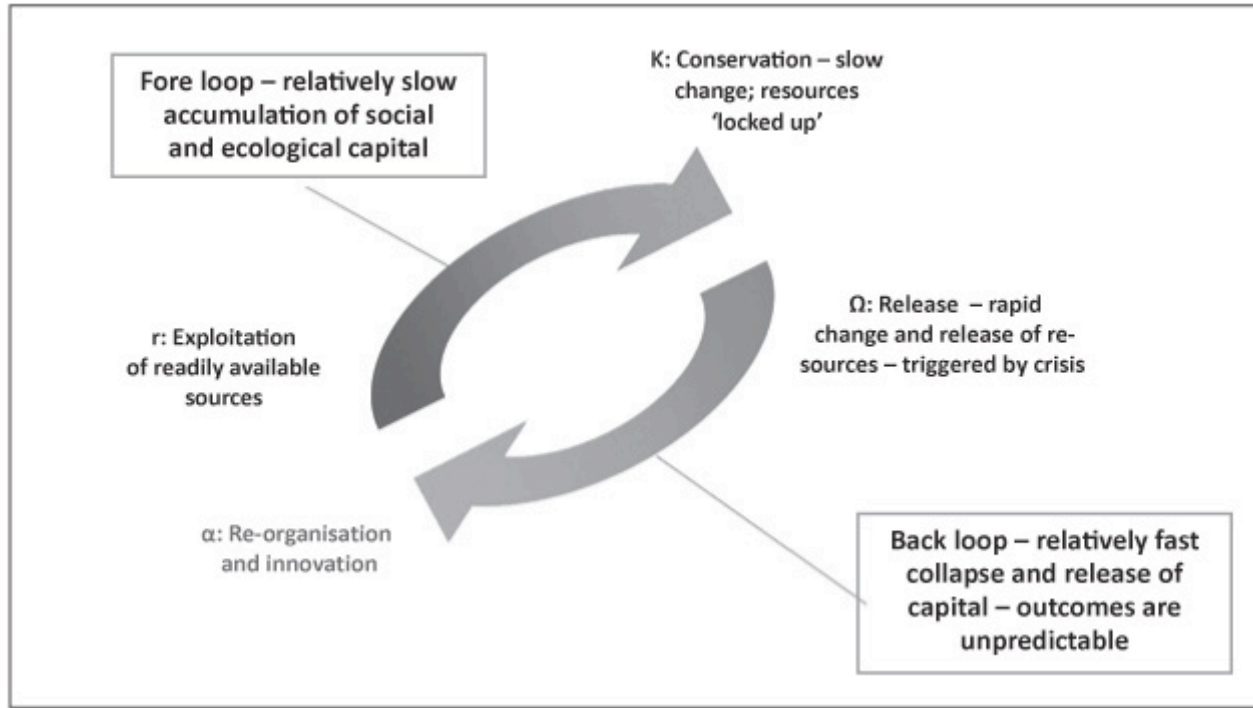 Fore loop – relatively slow
accumulation of social
and ecological capital
K: Conservation – slow
change; resources
‘locked up’
r: Exploitation
of readily available
sources
Ω: Release – rapid
change and release of re-
sources – triggered by crisis
α: Re-organisation
and innovation
Back loop – relatively fast
collapse and release of
capital – outcomes are
unpredictable